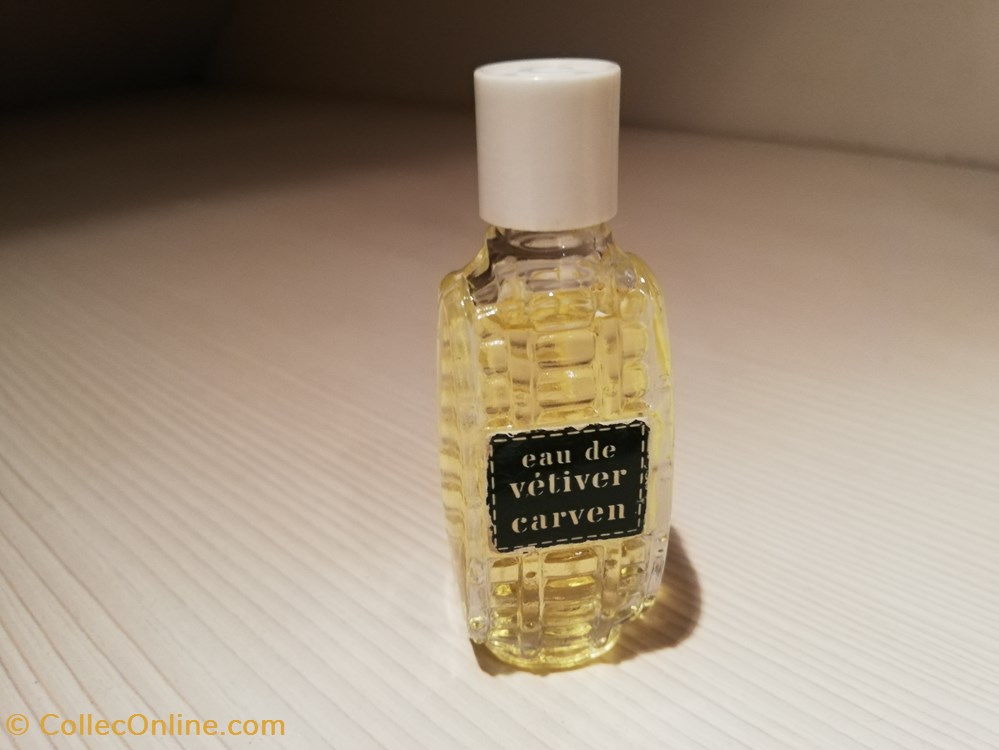 eau de
vétiver
carven
© CollecOnline.com